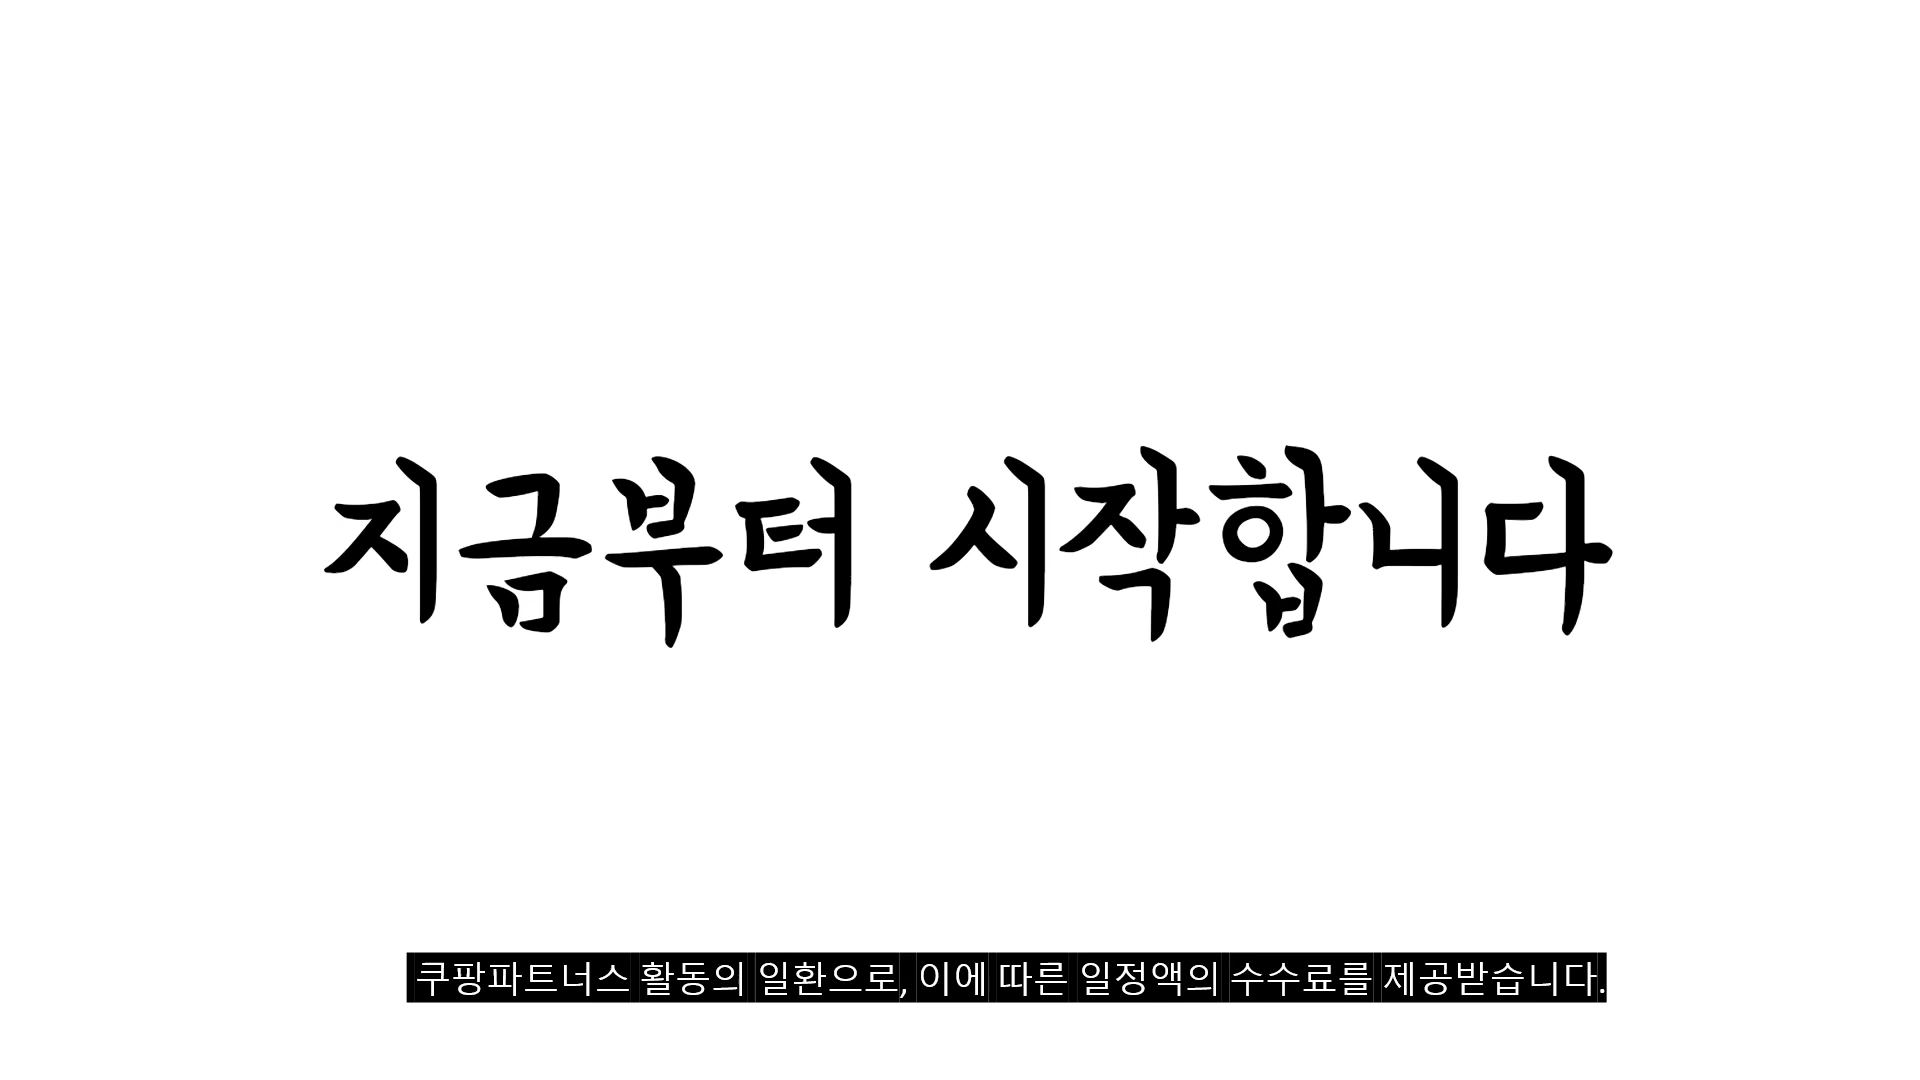 지금부터 시작합니다
쿠팡파트너스 활동의 일환으로, 이에 따른 일정액의 수수료를 제공받습니다.